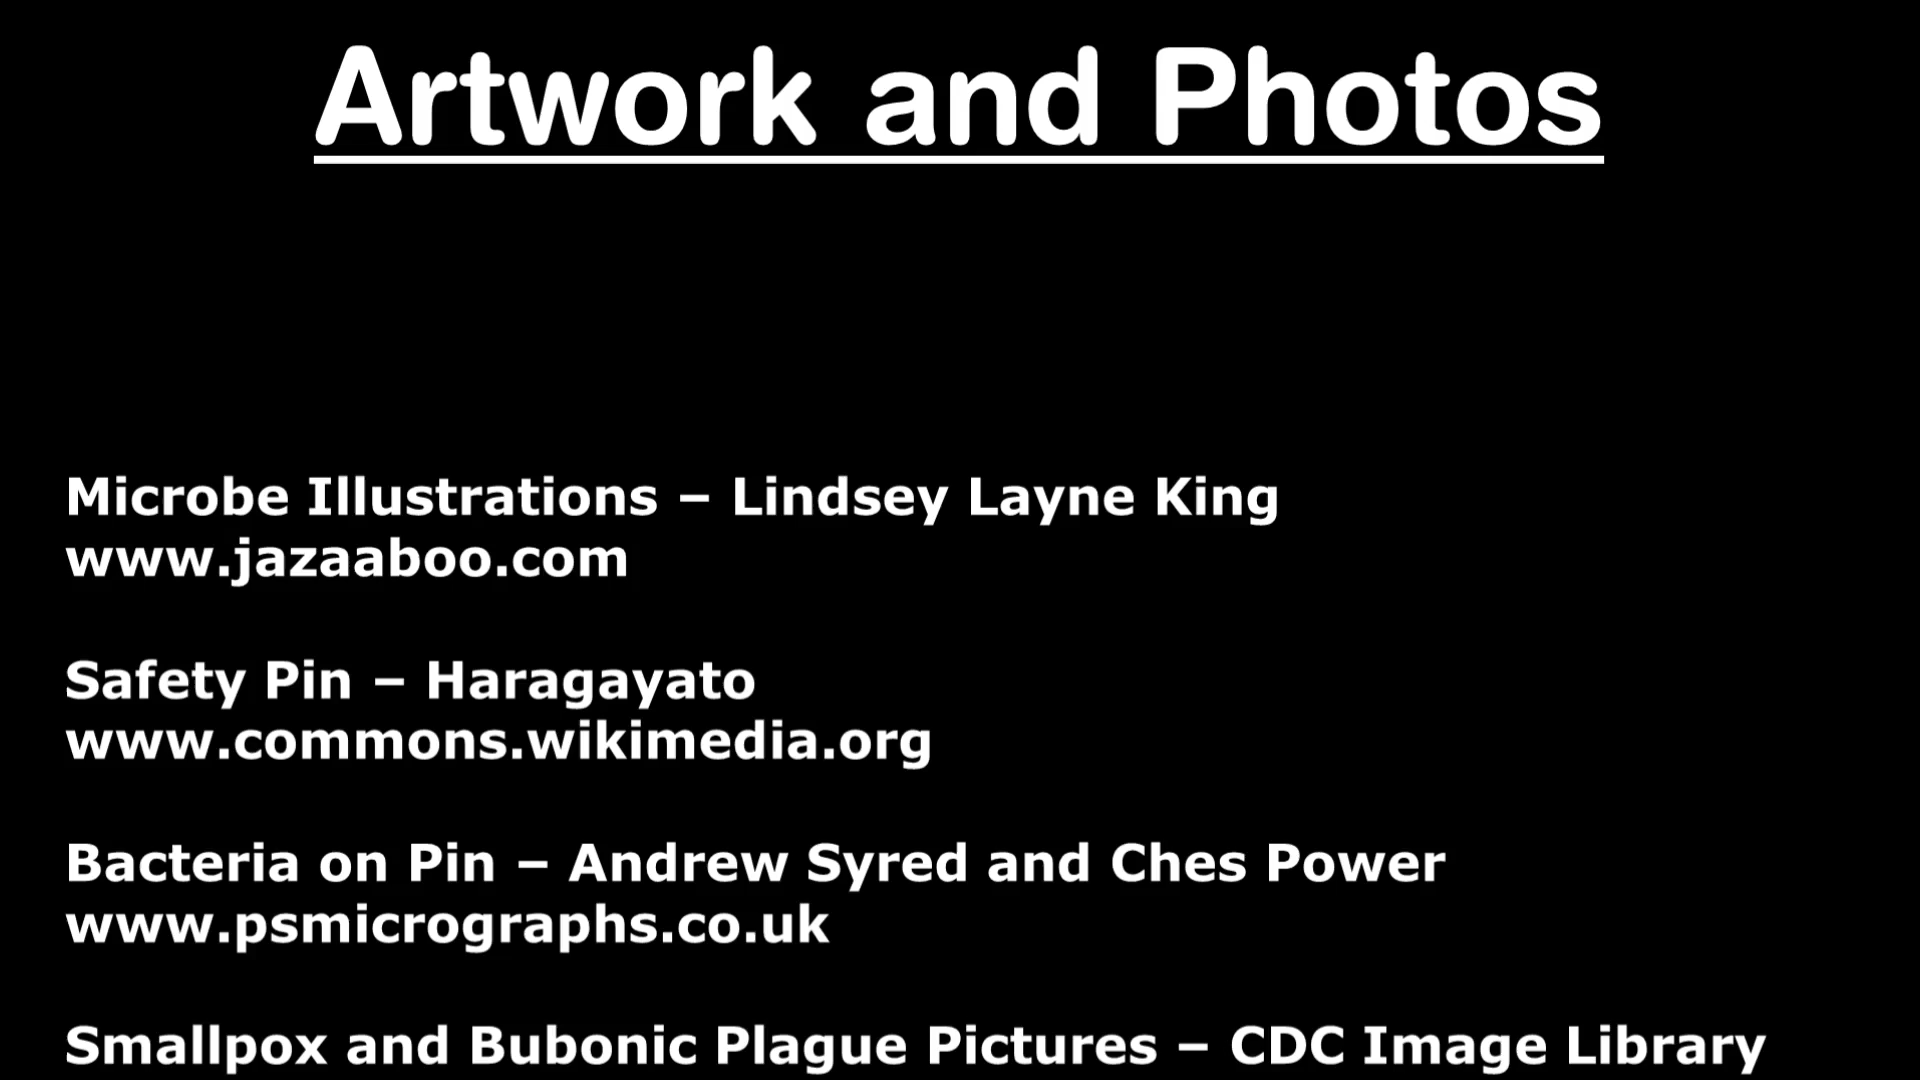 Artwork and Photos
Microbe Illustrations – Lindsey Layne King
www.jazaaboo.com
Safety Pin – Haragayato
www.commons.wikimedia.org
Bacteria on Pin – Andrew Syred and Ches Power
www.psmicrographs.co.uk
Smallpox and Bubonic Plague Pictures – CDC Image Library